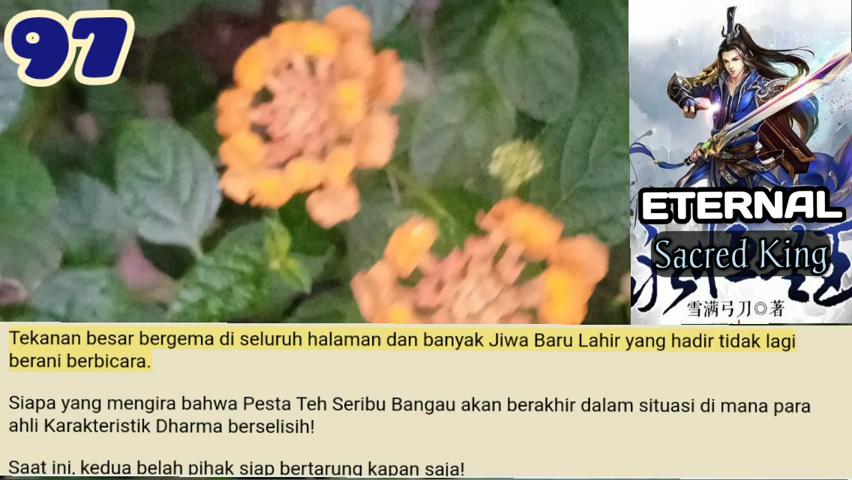 97
ETERNAL
Sacred King
雪满弓刀◎著
Tekanan besar bergema di seluruh halaman dan banyak Jiwa Baru Lahir yang hadir tidak lagi
berani berbicara.
Siapa yang mengira bahwa Pesta Teh Seribu Bangau akan berakhir dalam situasi di mana para
ahli Karakteristik Dharma berselisih!
Saat ini, kedua belah pihak siap bertarung kapan saja!